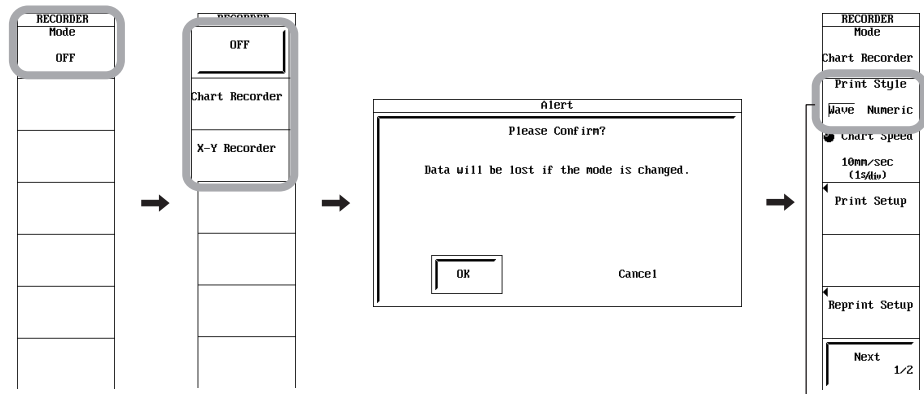 RECORDER
Mode
OFF
RECORDER
OFF
Chart Recorder
X-Y Recorder
Alert
Please Confirm?
Data will be lost if the mode is changed.
OK Cancel
RECORDER
Mode
Chart Recorder
Print Style
Wave Numeric
Chart Speed
10mm/sec
(1s/div)
Print Setup
Reprint Setup
Next
1/2